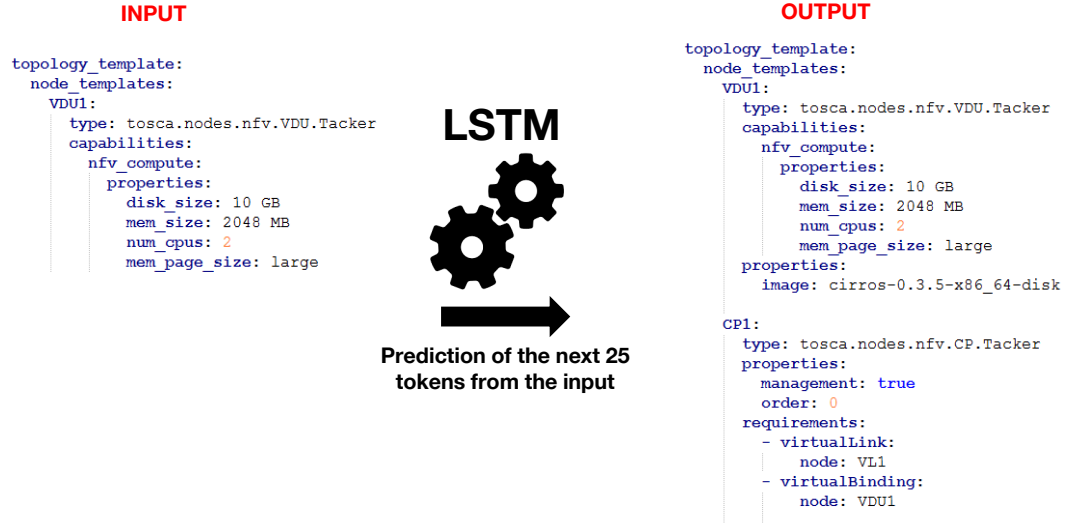 INPUT
topology_template:
node_templates:
VDU1:
type: tosca.nodes.nfv.VDU.Tacker
capabilities:
nfv_compute:
properties:
disk_size: 10 GB
mem_size: 2048 MB
num_cpus: 2
mem_page_size: large
LSTM
Prediction of the next 25
tokens from the input
OUTPUT
topology_template:
node_templates:
VDU1:
type: tosca.nodes.nfv.VDU.Tacker
capabilities:
nfv_compute:
properties:
disk_size: 10 GB
mem_size: 2048 MB
num_cpus: 2
mem_page_size: large
properties:
image: cirros-0.3.5-x86_64-disk
CP1:
type: tosca.nodes.nfv.CP.Tacker
properties:
management: true
order: 0
requirements:
- virtualLink:
node: VL1
- virtualBinding:
node: VDU1